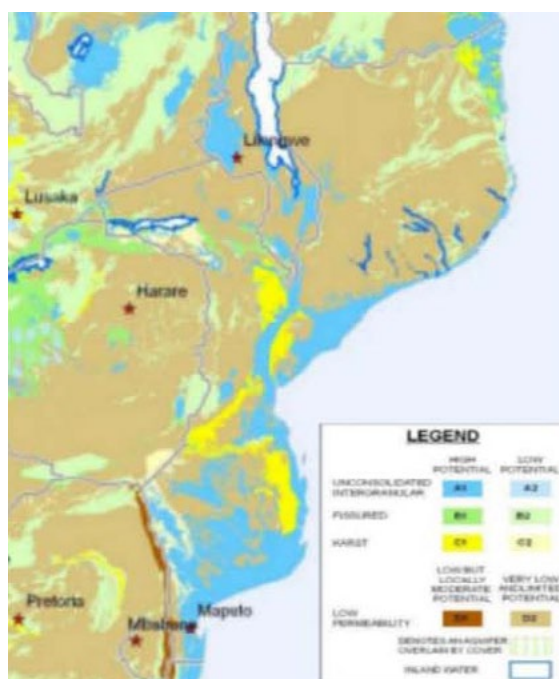 Lilongwe
Lusaka
Harare
Pretoria
Mbabane
Maputo
LEGEND
HIGH POTENTIAL
LOW POTENTIAL
UNCONSOLIDATED INTERGRANULAR
A1
A2
FISSURED
B1
B2
KARST
C1
C2
LOW BUT LOCALLY MODERATE POTENTIAL
VERY LOW AND LIMITED POTENTIAL
LOW PERMEABILITY
D1
D2
DENOTES AN AQUIFER OVERLAIN BY COVER
INLAND WATER